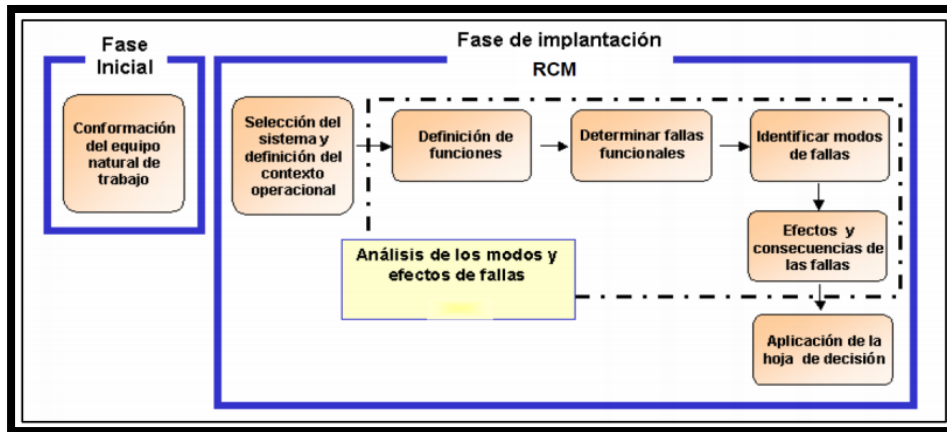 Fase
Inicial
Fase de implantación
RCM
Conformación
del equipo
natural de
trabajo
Selección del
sistema y
definición del
contexto
operacional
Definición de
funciones
Determinar fallas
funcionales
Identificar modos
de fallas
Efectos y
consecuencias de
las fallas
Análisis de los modos y
efectos de fallas
Aplicación de la
hoja de decisión